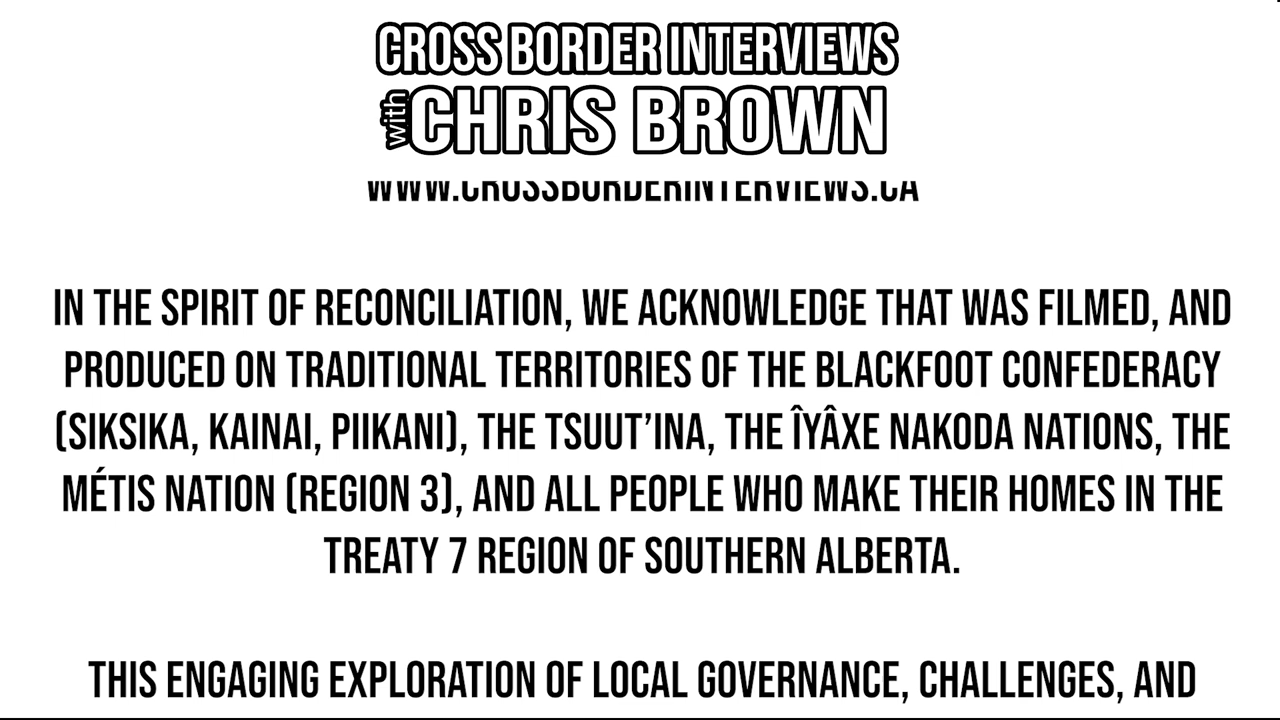 CROSS BORDER INTERVIEWS
with CHRIS BROWN
WWW.CROSSBORDERINTERVIEWS.CA
IN THE SPIRIT OF RECONCILIATION, WE ACKNOWLEDGE THAT WAS FILMED, AND
PRODUCED ON TRADITIONAL TERRITORIES OF THE BLACKFOOT CONFEDERACY
(SIKSIKA, KAINAI, PIIKANI), THE TSUUT’INA, THE ÎYÂXE NAKODA NATIONS, THE
MÉTIS NATION (REGION 3), AND ALL PEOPLE WHO MAKE THEIR HOMES IN THE
TREATY 7 REGION OF SOUTHERN ALBERTA.
THIS ENGAGING EXPLORATION OF LOCAL GOVERNANCE, CHALLENGES, AND